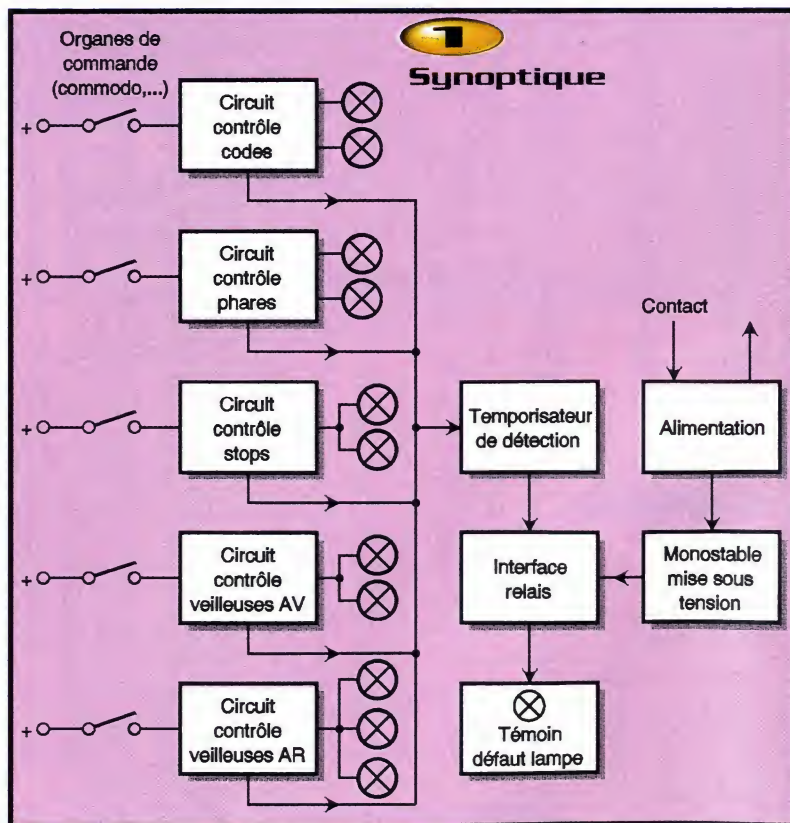 1
Synoptique
Organes de
commande
(commodo,...)
+
Circuit
contrôle
codes
+
Circuit
contrôle
phares
+
Circuit
contrôle
stops
+
Circuit
contrôle
veilleuses AV
+
Circuit
contrôle
veilleuses AR
Temporisateur
de détection
Interface
relais
Témoin
défaut lampe
Contact
Alimentation
Monostable
mise sous
tension